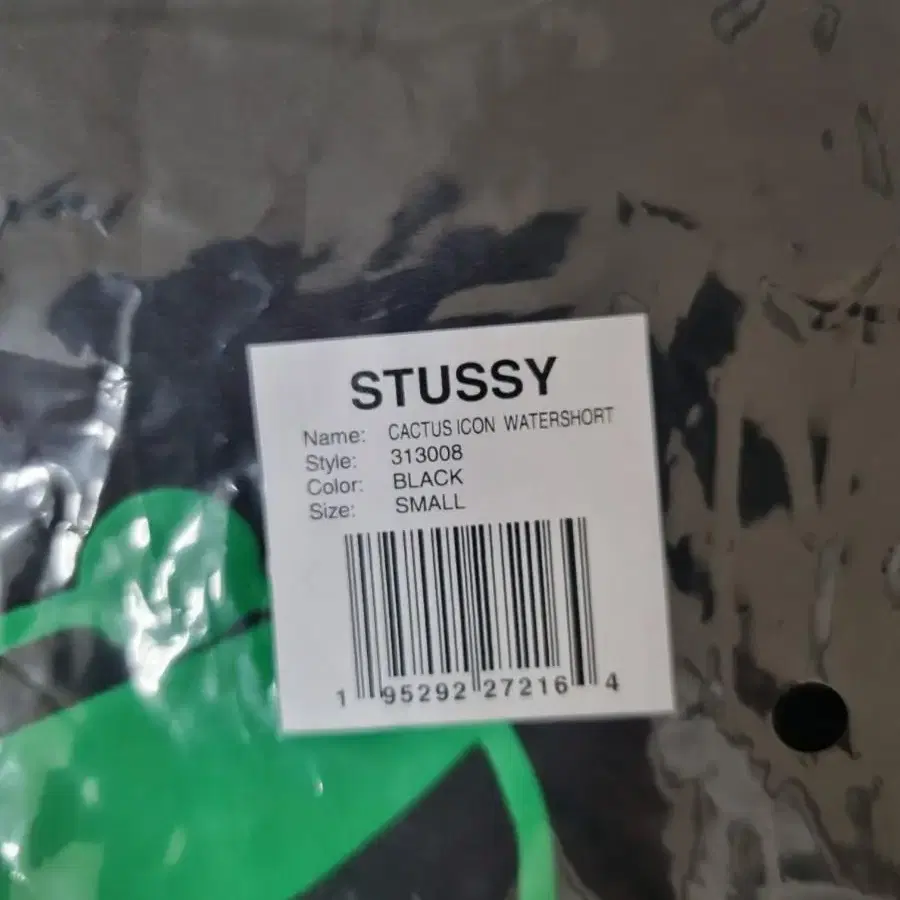 STUSSY
Name: CACTUS ICON WATERSHORT
Style: 313008
Color: BLACK
Size: SMALL
1 95292 27216 4